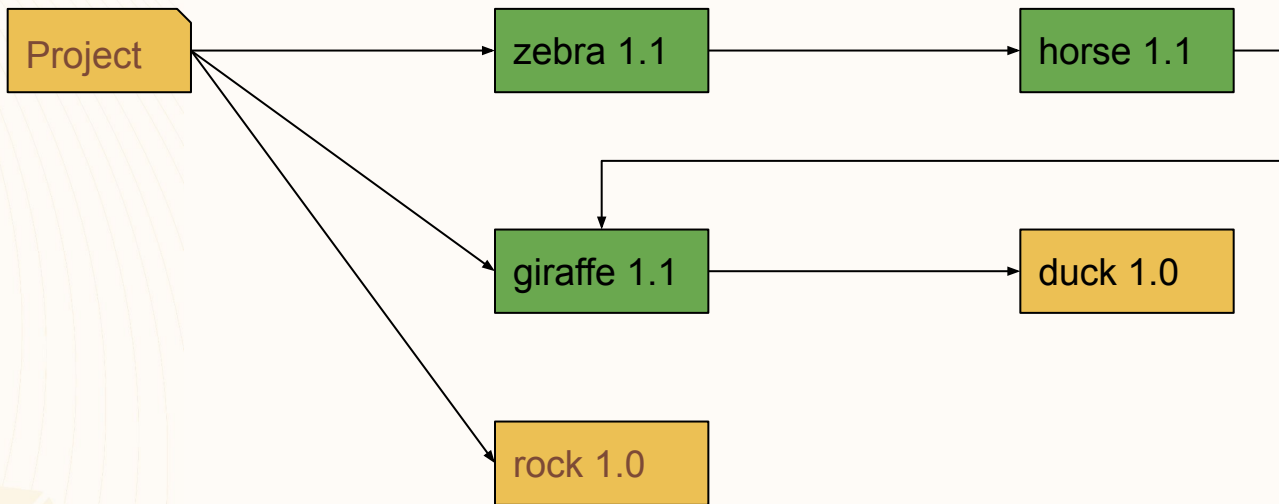 Project
zebra 1.1
horse 1.1
giraffe 1.1
duck 1.0
rock 1.0